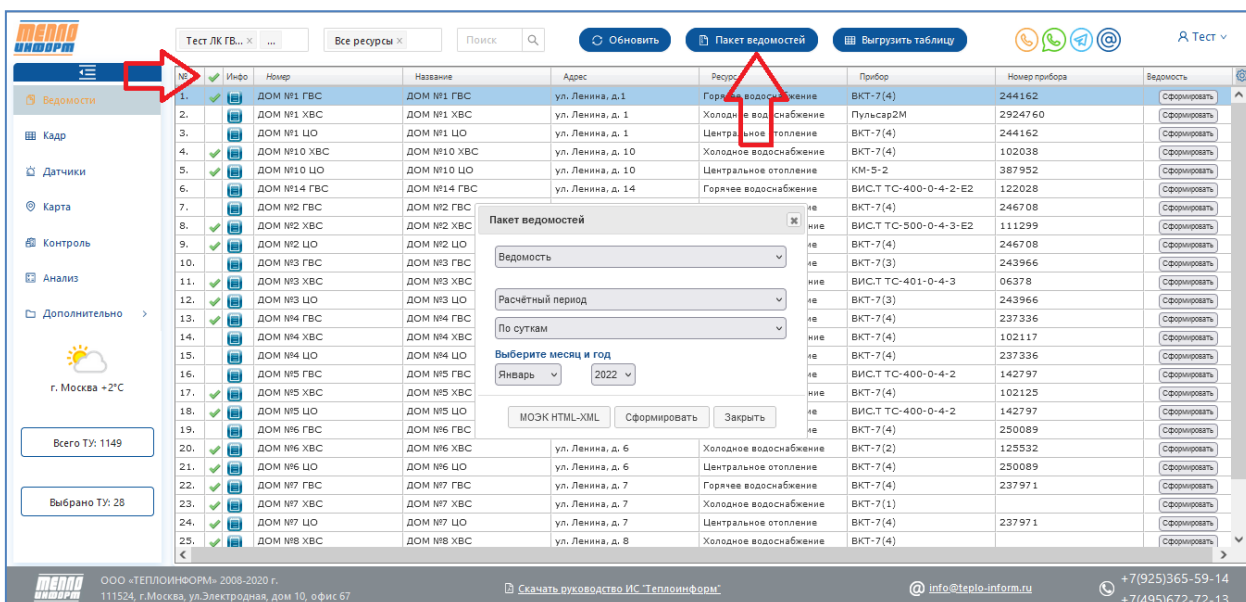 ТЕПЛО
ИНФОРМ
Тест ЛК ГВ... × ...
Все ресурсы ×
Поиск
Обновить
Пакет ведомостей
Выгрузить таблицу
Тест
Ведомости
Кадр
Датчики
Карта
Контроль
Анализ
Дополнительно
г. Москва +2°C
Всего ТУ: 1149
Выбрано ТУ: 28
№ Инфо Номер Название Адрес Ресурс Прибор Номер прибора Ведомость
1. ДОМ №1 ГВС ДОМ №1 ГВС ул. Ленина, д.1 ВКТ-7(4) 244162 Сформировать
2. ДОМ №1 ХВС ДОМ №1 ХВС ул. Ленина, д. 1 Пульсар2М 2924760 Сформировать
3. ДОМ №1 ЦО ДОМ №1 ЦО ул. Ленина, д. 1 Центральное отопление ВКТ-7(4) 244162 Сформировать
4. ДОМ №10 ХВС ДОМ №10 ХВС ул. Ленина, д. 10 Холодное водоснабжение ВКТ-7(4) 102038 Сформировать
5. ДОМ №10 ЦО ДОМ №10 ЦО ул. Ленина, д. 10 Центральное отопление КМ-5-2 387952 Сформировать
6. ДОМ №14 ГВС ДОМ №14 ГВС ул. Ленина, д. 14 Горячее водоснабжение ВИС.Т ТС-400-0-4-2-Е2 122028 Сформировать
7. ДОМ №2 ГВС ДОМ №2 ГВС ие ВКТ-7(4) 246708 Сформировать
8. ДОМ №2 ХВС ДОМ №2 ХВС ние ВИС.Т ТС-500-0-4-3-Е2 111299 Сформировать
9. ДОМ №2 ЦО ДОМ №2 ЦО ие ВКТ-7(4) 246708 Сформировать
10. ДОМ №3 ГВС ДОМ №3 ГВС ие ВКТ-7(3) 243966 Сформировать
11. ДОМ №3 ХВС ДОМ №3 ХВС ние ВИС.Т ТС-401-0-4-3 06378 Сформировать
12. ДОМ №3 ЦО ДОМ №3 ЦО ие ВКТ-7(3) 243966 Сформировать
13. ДОМ №4 ГВС ДОМ №4 ГВС ие ВКТ-7(4) 237336 Сформировать
14. ДОМ №4 ХВС ДОМ №4 ХВС ние ВКТ-7(4) 102117 Сформировать
15. ДОМ №4 ЦО ДОМ №4 ЦО ие ВКТ-7(4) 237336 Сформировать
16. ДОМ №5 ГВС ДОМ №5 ГВС ие ВИС.Т ТС-400-0-4-2 142797 Сформировать
17. ДОМ №5 ХВС ДОМ №5 ХВС ние ВКТ-7(4) 102125 Сформировать
18. ДОМ №5 ЦО ДОМ №5 ЦО ие ВИС.Т ТС-400-0-4-2 142797 Сформировать
19. ДОМ №6 ГВС ДОМ №6 ГВС ие ВКТ-7(4) 250089 Сформировать
20. ДОМ №6 ХВС ДОМ №6 ХВС ул. Ленина, д. 6 Холодное водоснабжение ВКТ-7(2) 125532 Сформировать
21. ДОМ №6 ЦО ДОМ №6 ЦО ул. Ленина, д. 6 Центральное отопление ВКТ-7(4) 250089 Сформировать
22. ДОМ №7 ГВС ДОМ №7 ГВС ул. Ленина, д. 7 Горячее водоснабжение ВКТ-7(4) 237971 Сформировать
23. ДОМ №7 ХВС ДОМ №7 ХВС ул. Ленина, д. 7 Холодное водоснабжение ВКТ-7(1) Сформировать
24. ДОМ №7 ЦО ДОМ №7 ЦО ул. Ленина, д. 7 Центральное отопление ВКТ-7(4) 237971 Сформировать
25. ДОМ №8 ХВС ДОМ №8 ХВС ул. Ленина, д. 8 Холодное водоснабжение ВКТ-7(4) Сформировать
Пакет ведомостей
Ведомость
Расчётный период
По суткам
Выберите месяц и год
Январь 2022
МОЭК HTML-XML Сформировать Закрыть
ТЕПЛО
ИНФОРМ
ООО «ТЕПЛОИНФОРМ» 2008-2020 г.
111524, г.Москва, ул.Электродная, дом 10, офис 67
Скачать руководство ИС "Теплоинформ"
info@teplo-inform.ru
+7(925)365-59-14
+7(495)672-72-13